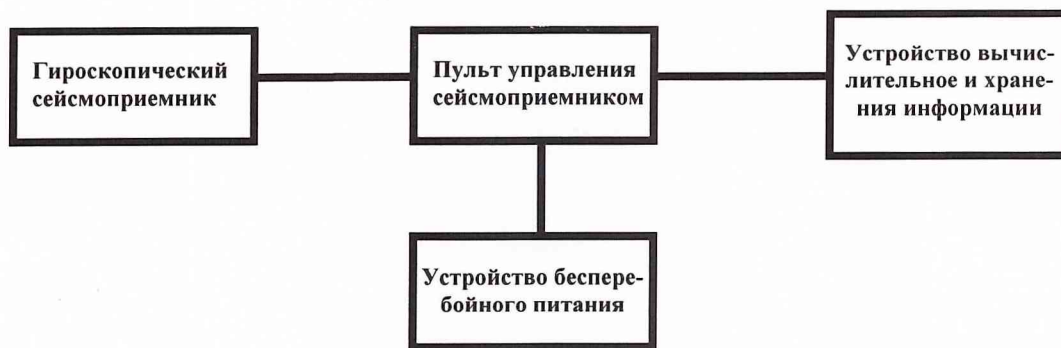 Гироскопический
сейсмоприемник
Пульт управления
сейсмоприемником
Устройство вычис-
лительное и хране-
ния информации
Устройство беспере-
бойного питания